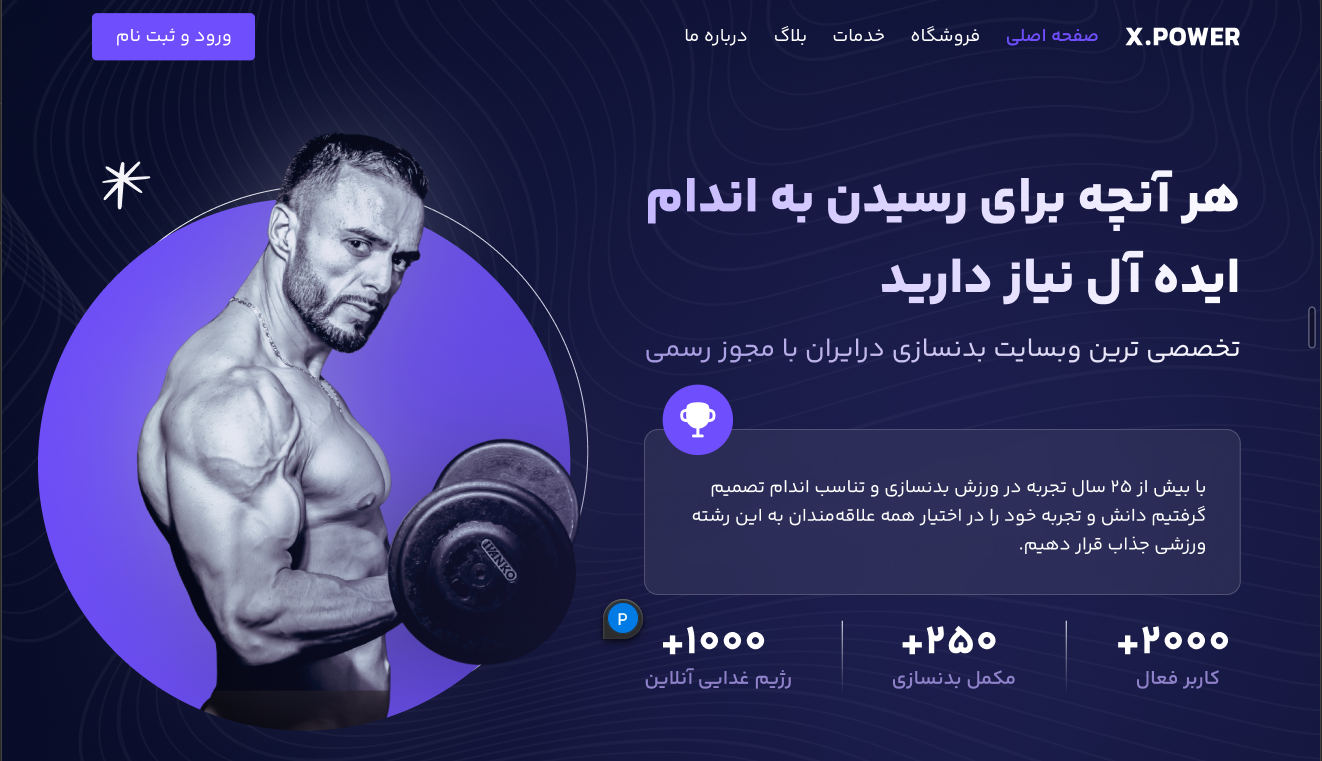 X.POWER
صفحه اصلی
فروشگاه
خدمات
بلاگ
درباره ما
ورود و ثبت نام
هر آنچه برای رسیدن به اندام
ایده آل نیاز دارید
تخصصی ترین وبسایت بدنسازی درایران با مجوز رسمی
با بیش از ۲۵ سال تجربه در ورزش بدنسازی و تناسب اندام تصمیم
گرفتیم دانش و تجربه خود را در اختیار همه علاقه‌مندان به این رشته
ورزشی جذاب قرار دهیم.
+۲۰۰۰
کاربر فعال
+۲۵۰
مکمل بدنسازی
+۱۰۰۰
رژیم غذایی آنلاین
P
IVANKO